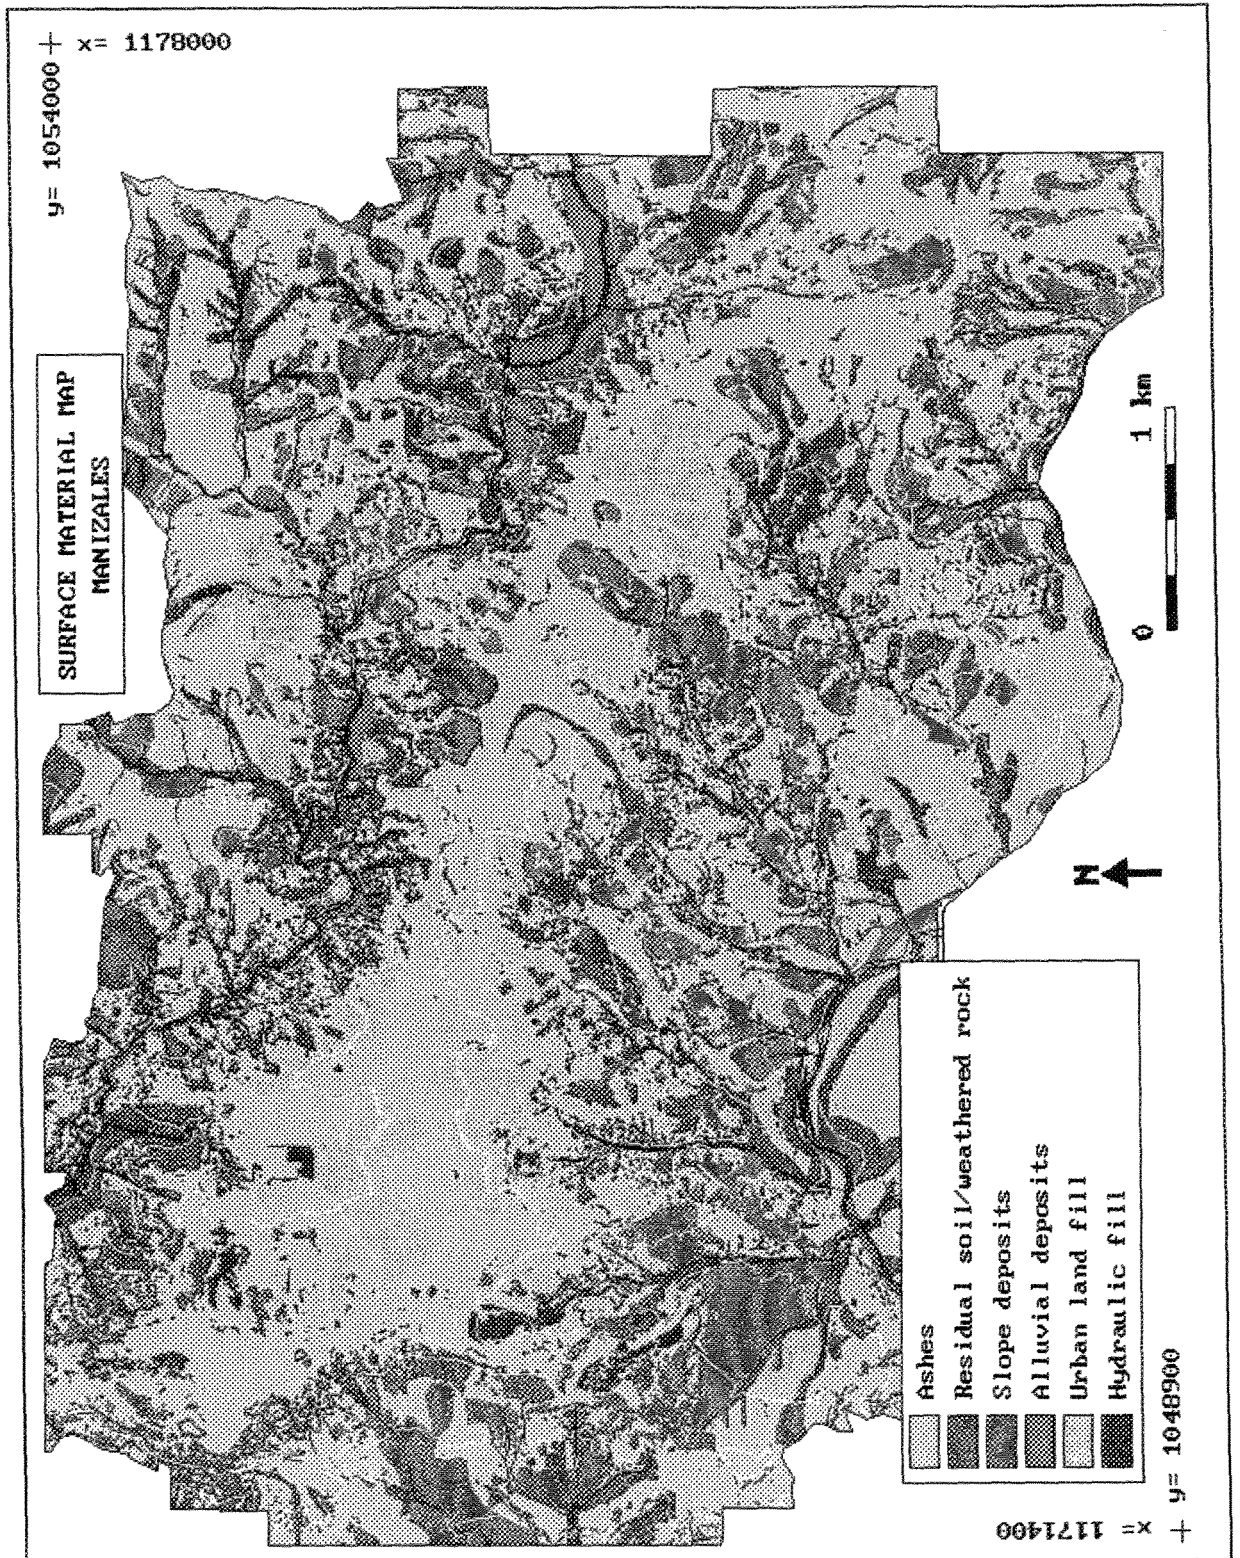 SURFACE MATERIAL MAP
MANIZALES
x= 1178000
y= 1054000
0 1 km
N
Ashes
Residual soil/weathered rock
Slope deposits
Alluvial deposits
Urban land fill
Hydraulic fill
x= 1171400
y= 1048900